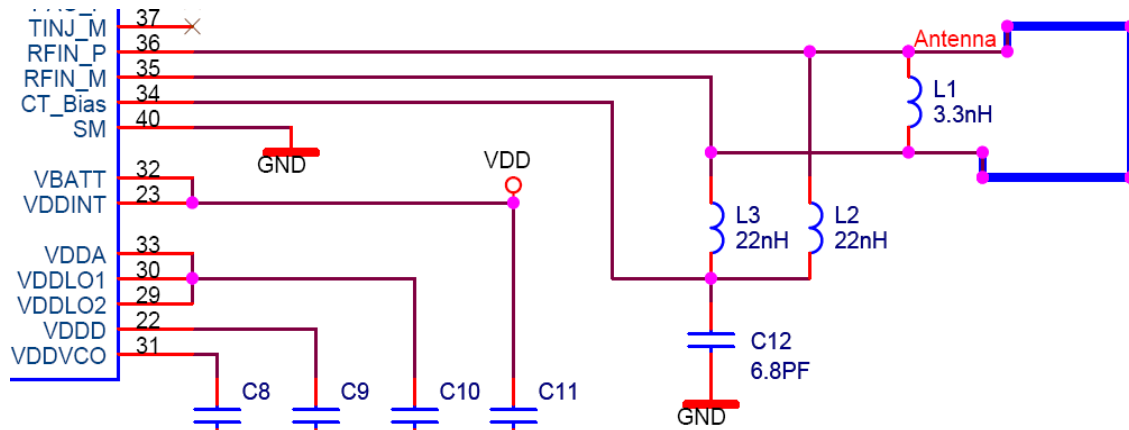 37
TINJ_M
36
RFIN_P
35
RFIN_M
34
CT_Bias
40
SM
GND
32
VBATT
23
VDDINT
VDD
33
VDDA
30
VDDLO1
29
VDDLO2
22
VDDD
31
VDDVCO
C8
C9
C10
C11
Antenna
L1
3.3nH
L3
22nH
L2
22nH
C12
6.8PF
GND